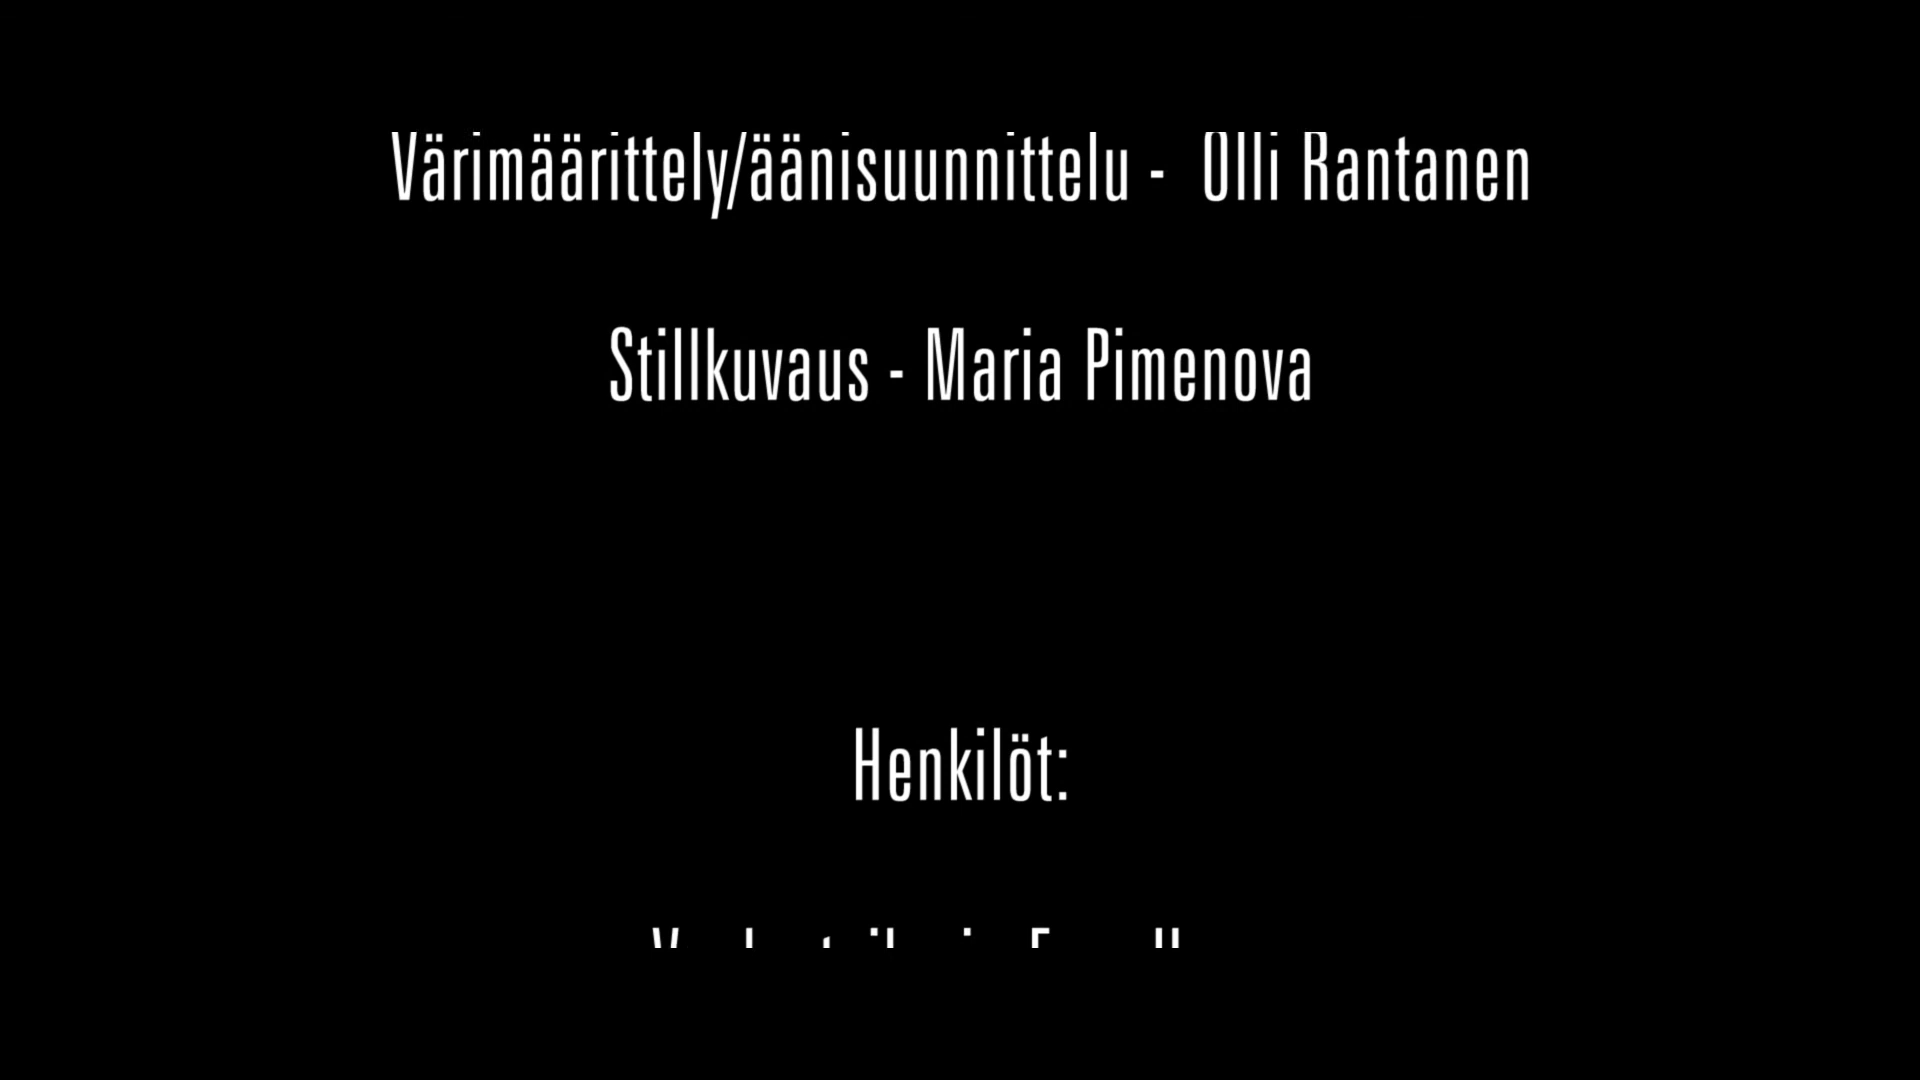 Värimäärittely/äänisuunnittelu - Olli Rantanen
Stillkuvaus - Maria Pimenova
Henkilöt: